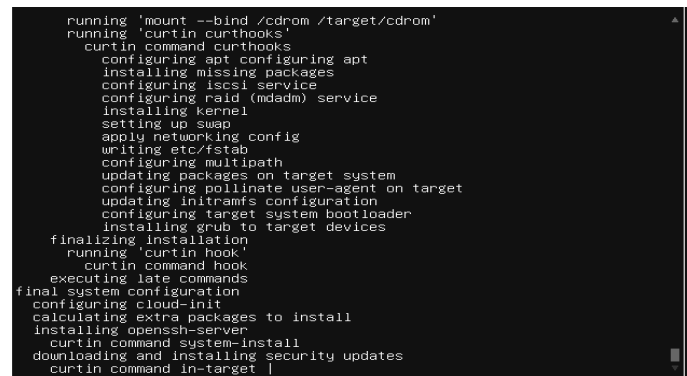 running 'mount --bind /cdrom /target/cdrom'
running 'curtin curthooks'
curtin command curthooks
configuring apt configuring apt
installing missing packages
configuring iscsi service
configuring raid (mdadm) service
installing kernel
setting up swap
apply networking config
writing etc/fstab
configuring multipath
updating packages on target system
configuring pollinate user-agent on target
updating initramfs configuration
configuring target system bootloader
installing grub to target devices
finalizing installation
running 'curtin hook'
curtin command hook
executing late commands
final system configuration
configuring cloud-init
calculating extra packages to install
installing openssh-server
curtin command system-install
downloading and installing security updates
curtin command in-target |